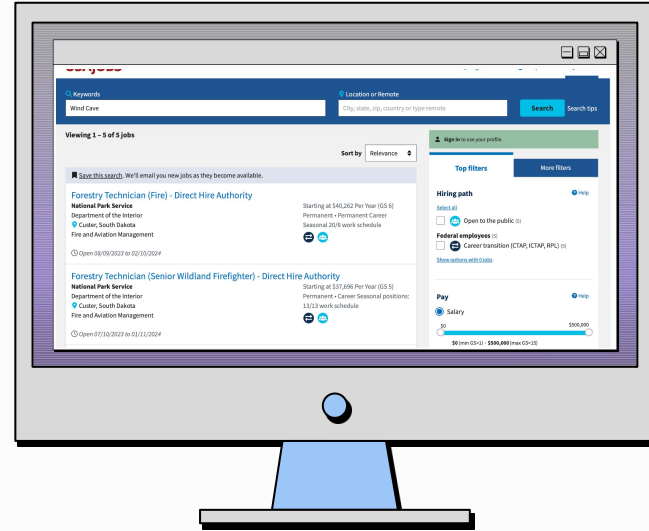 Keywords
Location or Remote
Wind Cave
City, state, zip, country or type remote
Search
Search tips
Viewing 1 – 5 of 5 jobs
Sign in to use your profile.
Sort by
Relevance
Top filters
More filters
Save this search. We'll email you new jobs as they become available.
Forestry Technician (Fire) - Direct Hire Authority
National Park Service
Starting at $40,262 Per Year (GS 6)
Department of the Interior
Permanent • Permanent Career
Custer, South Dakota
Seasonal 20/6 work schedule
Fire and Aviation Management
Open 08/09/2023 to 02/10/2024
Hiring path
Help
Select all
Open to the public (5)
Federal employees (5)
Career transition (CTAP, ICTAP, RPL) (5)
Show options with 0 jobs
Forestry Technician (Senior Wildland Firefighter) - Direct Hire Authority
National Park Service
Starting at $37,696 Per Year (GS 5)
Department of the Interior
Permanent • Career Seasonal positions:
Custer, South Dakota
13/13 work schedule
Fire and Aviation Management
Open 07/10/2023 to 01/11/2024
Pay
Help
Salary
$0
$500,000
$0 (min GS=1) - $500,000 (max GS=15)